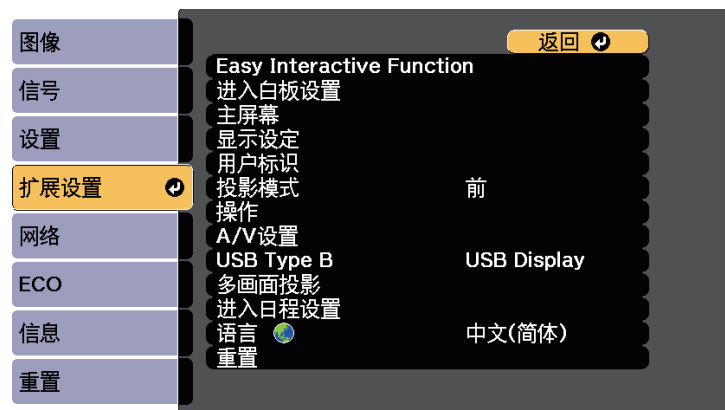 图像
信号
设置
扩展设置
网络
ECO
信息
重置
返回
Easy Interactive Function
进入白板设置
主屏幕
显示设定
用户标识
投影模式 前
操作
A/V设置
USB Type B USB Display
多画面投影
进入日程设置
语言 中文(简体)
重置